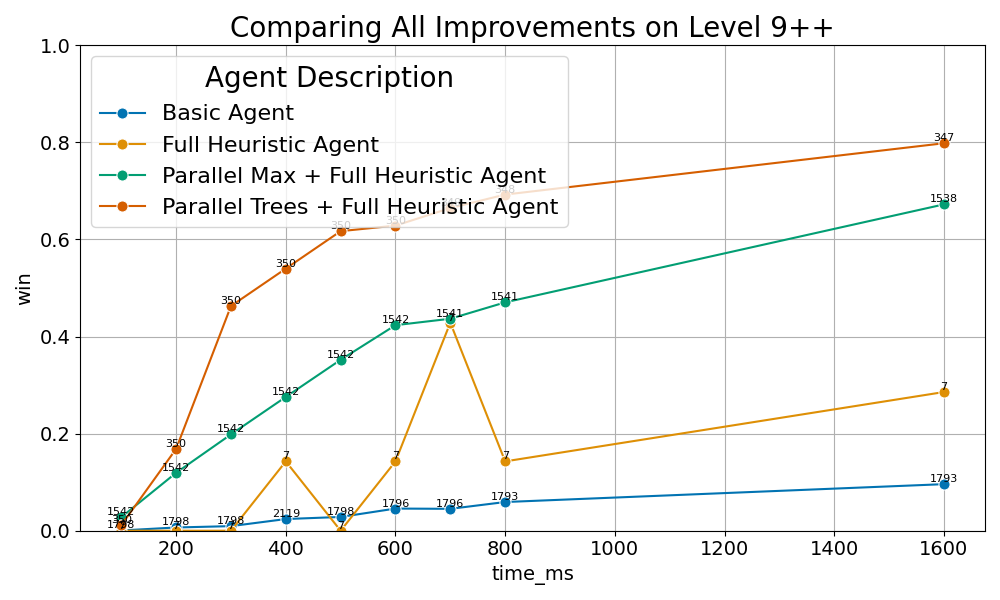 Comparing All Improvements on Level 9++
Agent Description
Basic Agent
Full Heuristic Agent
Parallel Max + Full Heuristic Agent
Parallel Trees + Full Heuristic Agent
win
1.0
0.8
0.6
0.4
0.2
0.0
350 350 350 350 350 347
1542 1542 1542 1542 1542 1542 1541 1541 1538
7 7 7 7 7
1798 1798 1798 2119 1798 1796 1796 1793 1793
200 400 600 800 1000 1200 1400 1600
time_ms